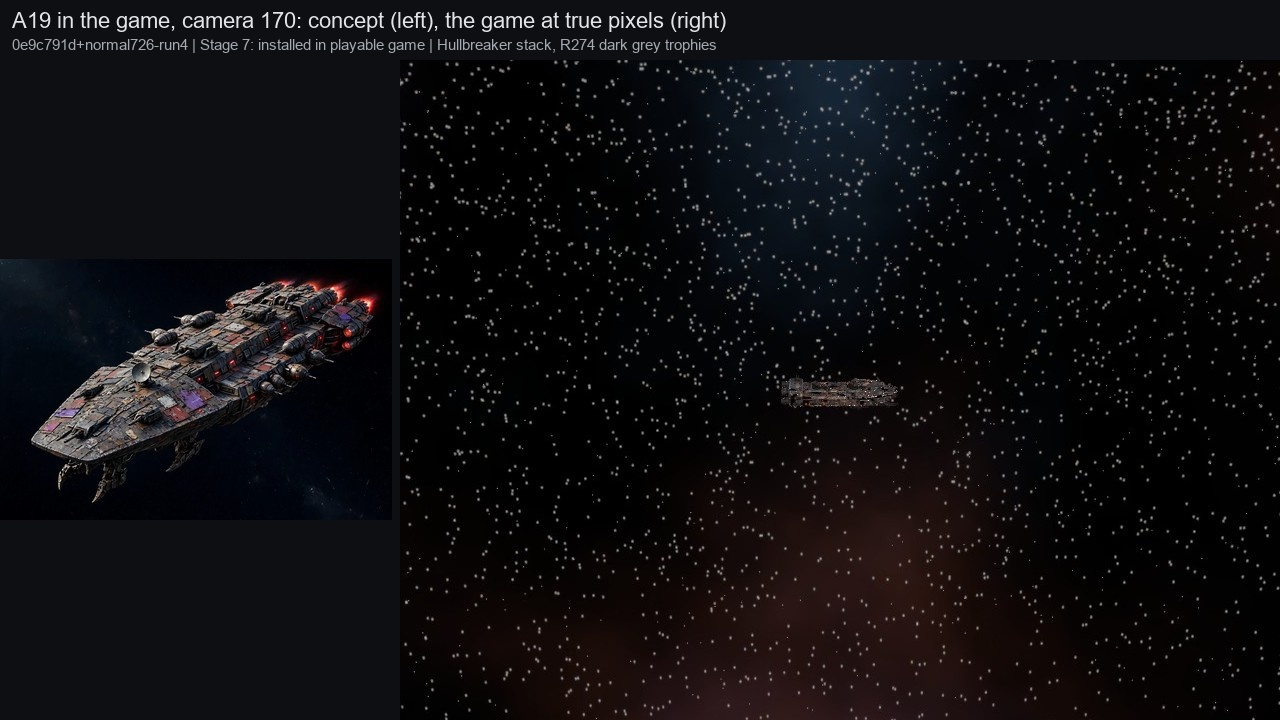 A19 in the game, camera 170: concept (left), the game at true pixels (right)
0e9c791d+normal726-run4 | Stage 7: installed in playable game | Hullbreaker stack, R274 dark grey trophies